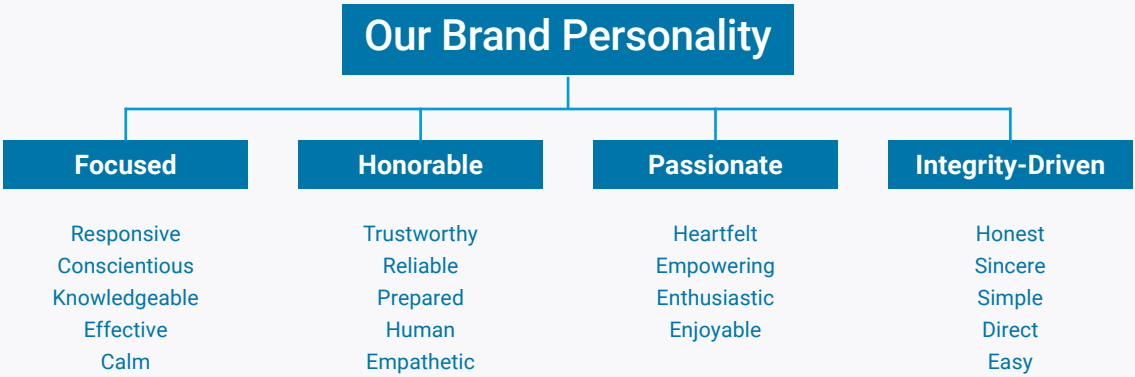 Our Brand Personality
Focused
Responsive
Conscientious
Knowledgeable
Effective
Calm
Honorable
Trustworthy
Reliable
Prepared
Human
Empathetic
Passionate
Heartfelt
Empowering
Enthusiastic
Enjoyable
Integrity-Driven
Honest
Sincere
Simple
Direct
Easy